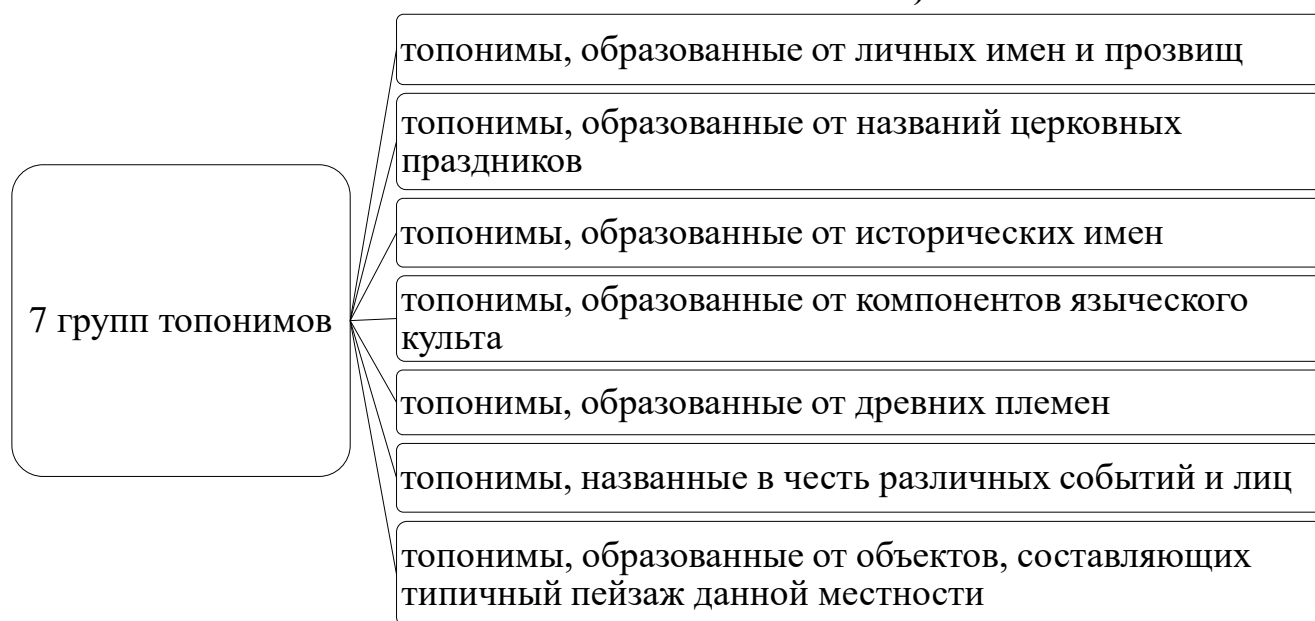 топонимы, образованные от личных имен и прозвищ
топонимы, образованные от названий церковных
праздников
топонимы, образованные от исторических имен
7 групп топонимов
топонимы, образованные от компонентов языческого
культа
топонимы, образованные от древних племен
топонимы, названные в честь различных событий и лиц
топонимы, образованные от объектов, составляющих
типичный пейзаж данной местности